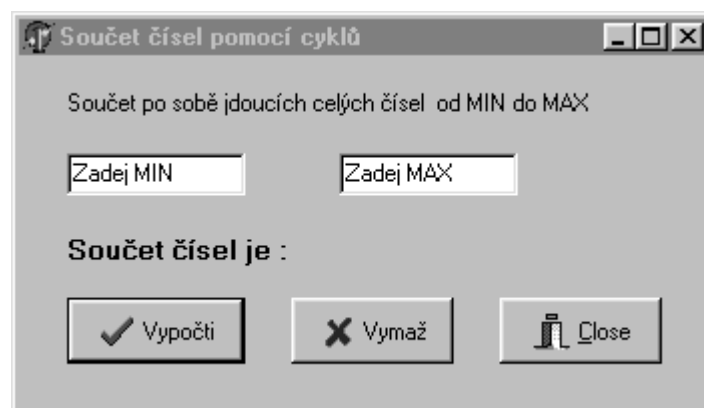 Součet čísel pomocí cyklů
Součet po sobě jdoucích celých čísel od MIN do MAX
Zadej MIN Zadej MAX
Součet čísel je :
Vypočti Vymaž Close